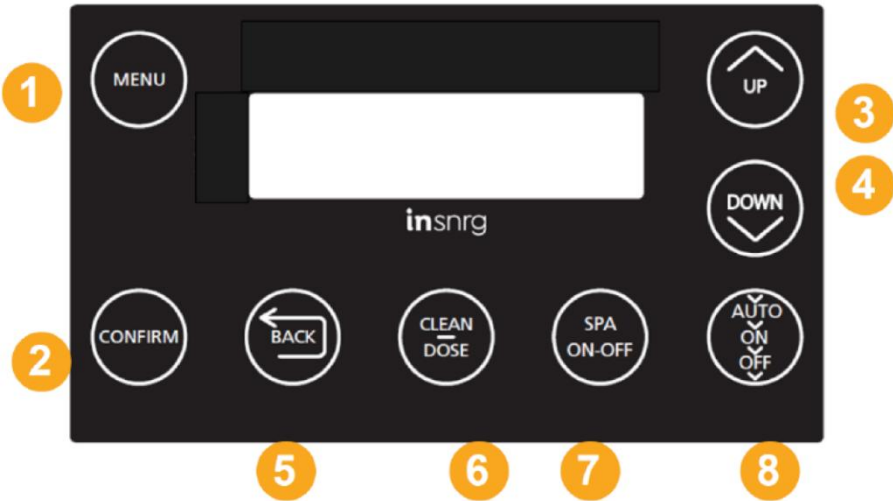 1
MENU
UP
3
4
DOWN
insnrg
2
CONFIRM
BACK
CLEAN
DOSE
SPA
ON-OFF
AUTO
ON
OFF
5
6
7
8